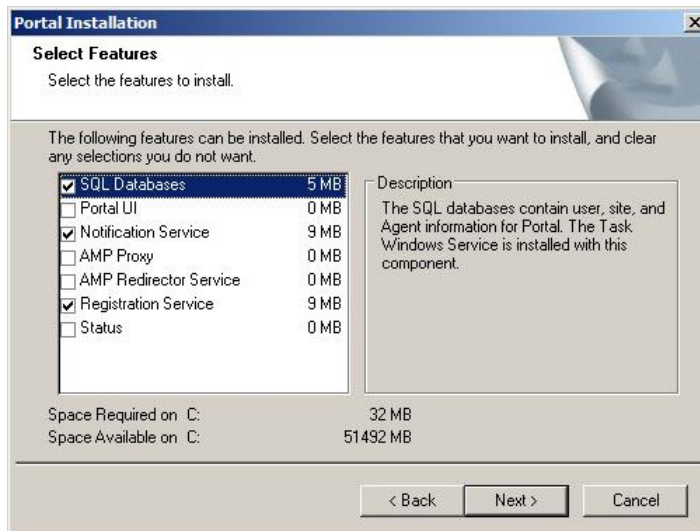 Portal Installation
Select Features
Select the features to install.
The following features can be installed. Select the features that you want to install, and clear
any selections you do not want.
SQL Databases 5 MB
Portal UI 0 MB
Notification Service 9 MB
AMP Proxy 0 MB
AMP Redirector Service 0 MB
Registration Service 9 MB
Status 0 MB
Description
The SQL databases contain user, site, and
Agent information for Portal. The Task
Windows Service is installed with this
component.
Space Required on C: 32 MB
Space Available on C: 51492 MB
< Back
Next >
Cancel